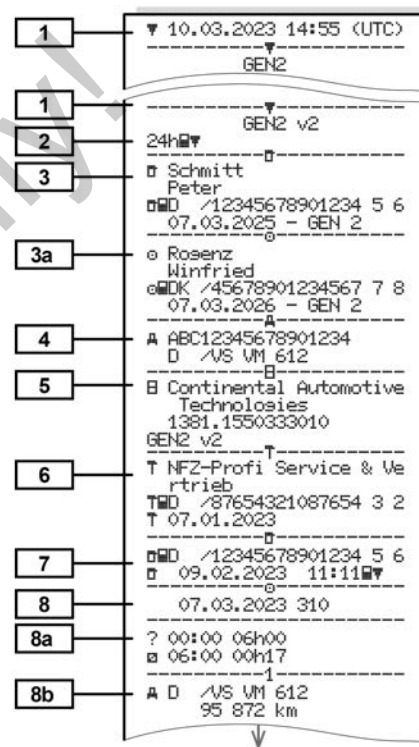 1 ▼ 10.03.2023 14:55 (UTC)
GEN2
1
GEN2 v2
2 24h▼
3 Schmitt
Peter
D /12345678901234 5 6
07.03.2025 - GEN 2
3a Rosenz
Winfried
DK /45678901234567 7 8
07.03.2026 - GEN 2
4 ABC12345678901234
D /VS VM 612
5 Continental Automotive
Technologies
1381.1550333010
GEN2 v2
6 T NFZ-Profi Service & Ve
rtrieb
T D /87654321087654 3 2
T 07.01.2023
7 D /12345678901234 5 6
09.02.2023 11:11▼
8 07.03.2023 310
8a ? 00:00 06h00
06:00 00h17
1
8b D /VS VM 612
95 872 km
ly!